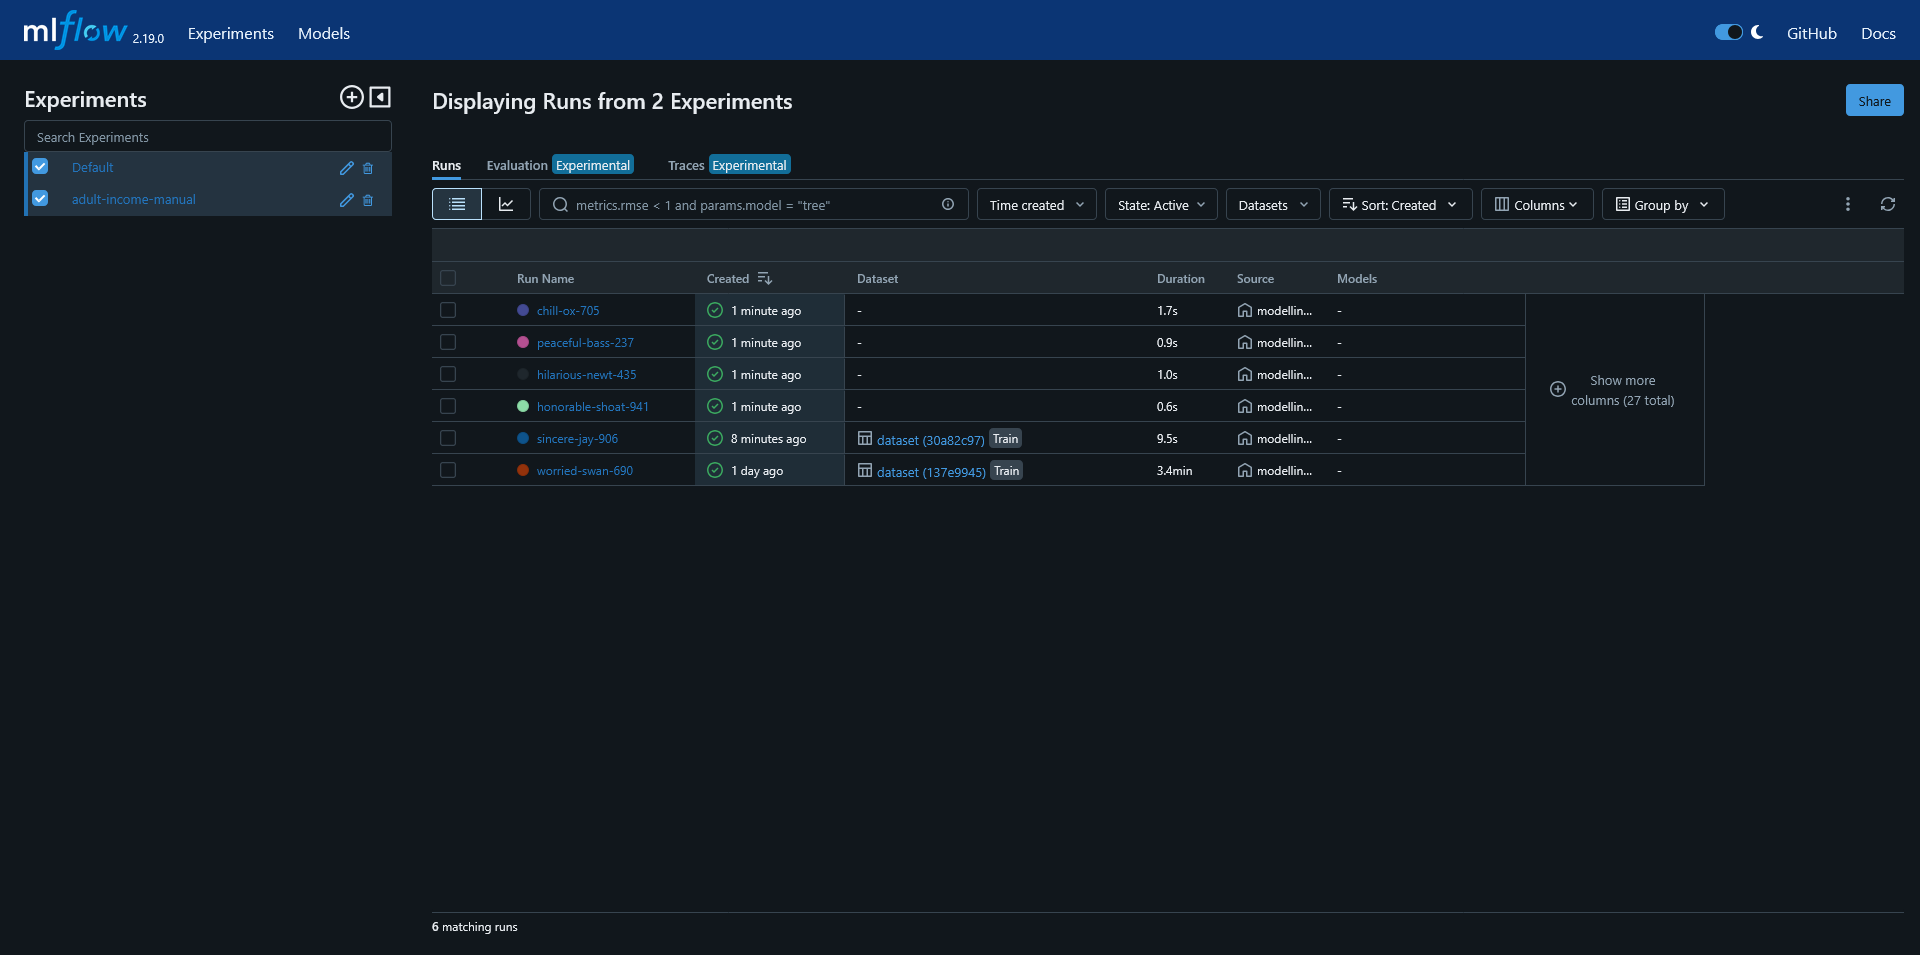 mlflow 2.19.0 Experiments Models GitHub Docs
Experiments
Search Experiments
Default
adult-income-manual
Displaying Runs from 2 Experiments
Share
Runs Evaluation Experimental Traces Experimental
metrics.rmse < 1 and params.model = "tree" Time created State: Active Datasets Sort: Created Columns Group by
Run Name Created Dataset Duration Source Models
chill-ox-705 1 minute ago - 1.7s modellin... -
peaceful-bass-237 1 minute ago - 0.9s modellin... -
hilarious-newt-435 1 minute ago - 1.0s modellin... -
honorable-shoat-941 1 minute ago - 0.6s modellin... -
sincere-jay-906 8 minutes ago dataset (30a82c97) Train 9.5s modellin... -
worried-swan-690 1 day ago dataset (137e9945) Train 3.4min modellin... -
Show more
columns (27 total)
6 matching runs